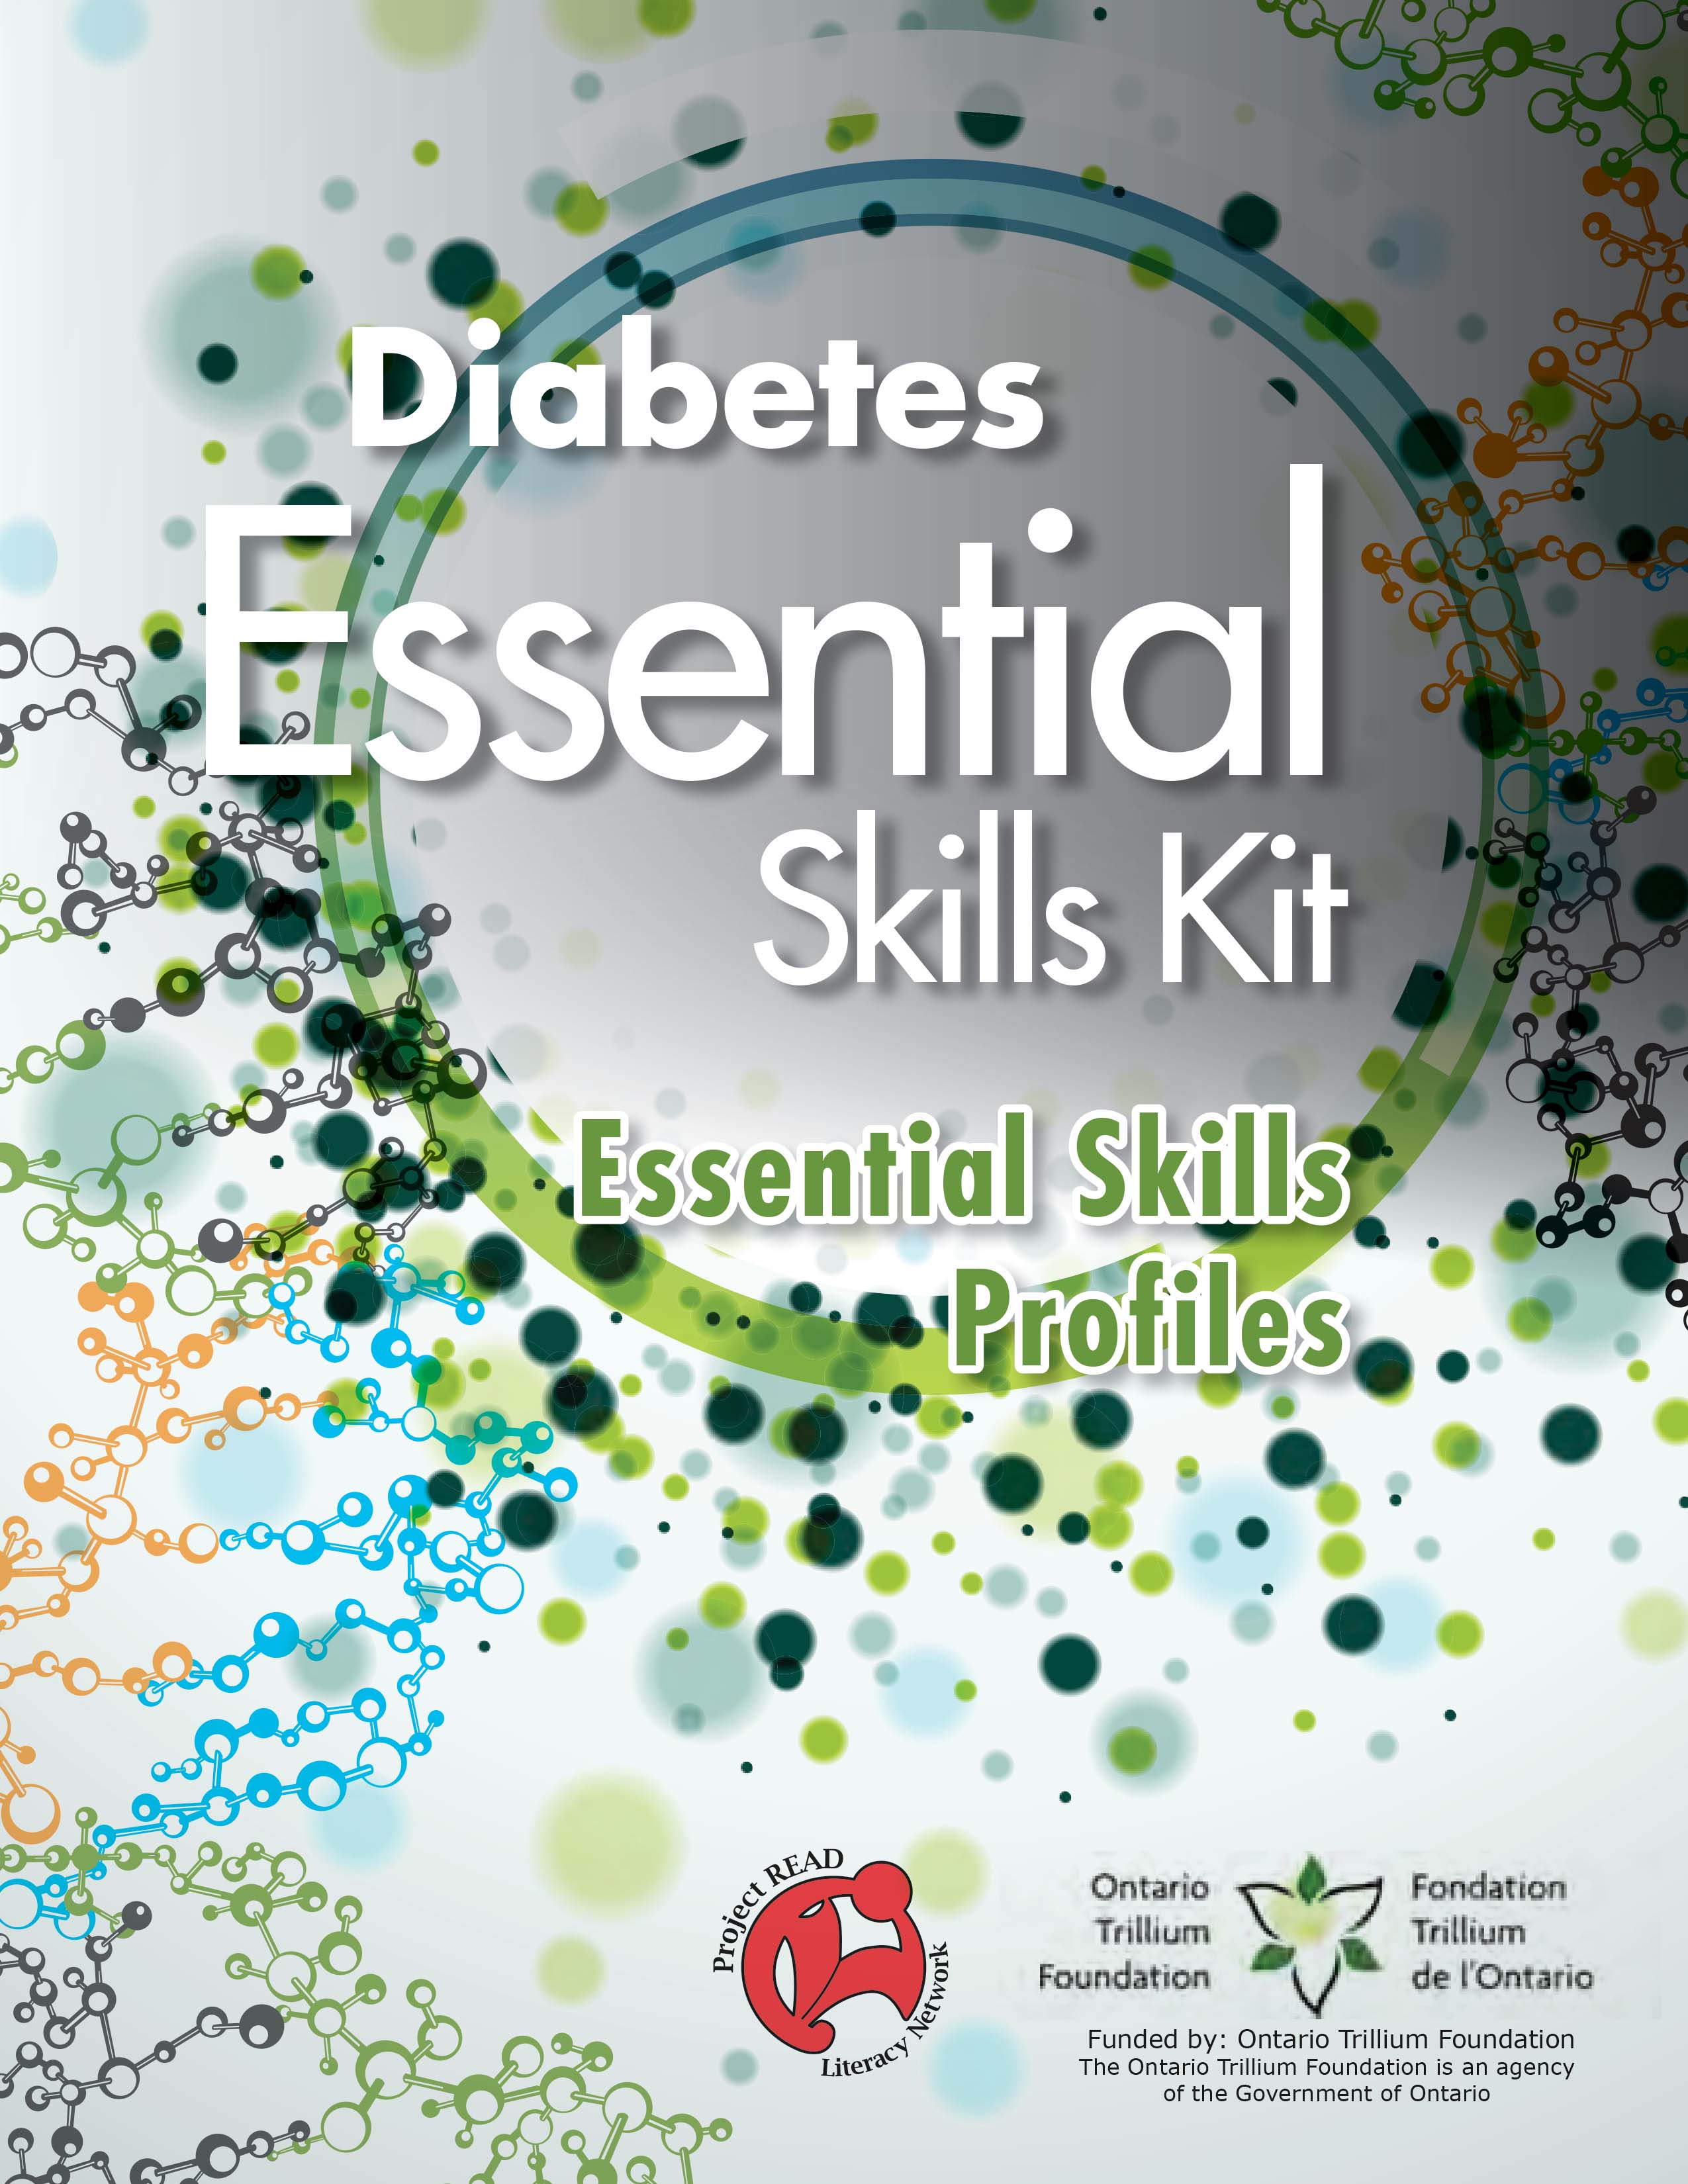 Diabetes
Essential
Skills Kit
Essential Skills
Profiles
Project READ
Literacy Network
Ontario
Trillium
Foundation
Fondation
Trillium
de l'Ontario
Funded by: Ontario Trillium Foundation
The Ontario Trillium Foundation is an agency
of the Government of Ontario